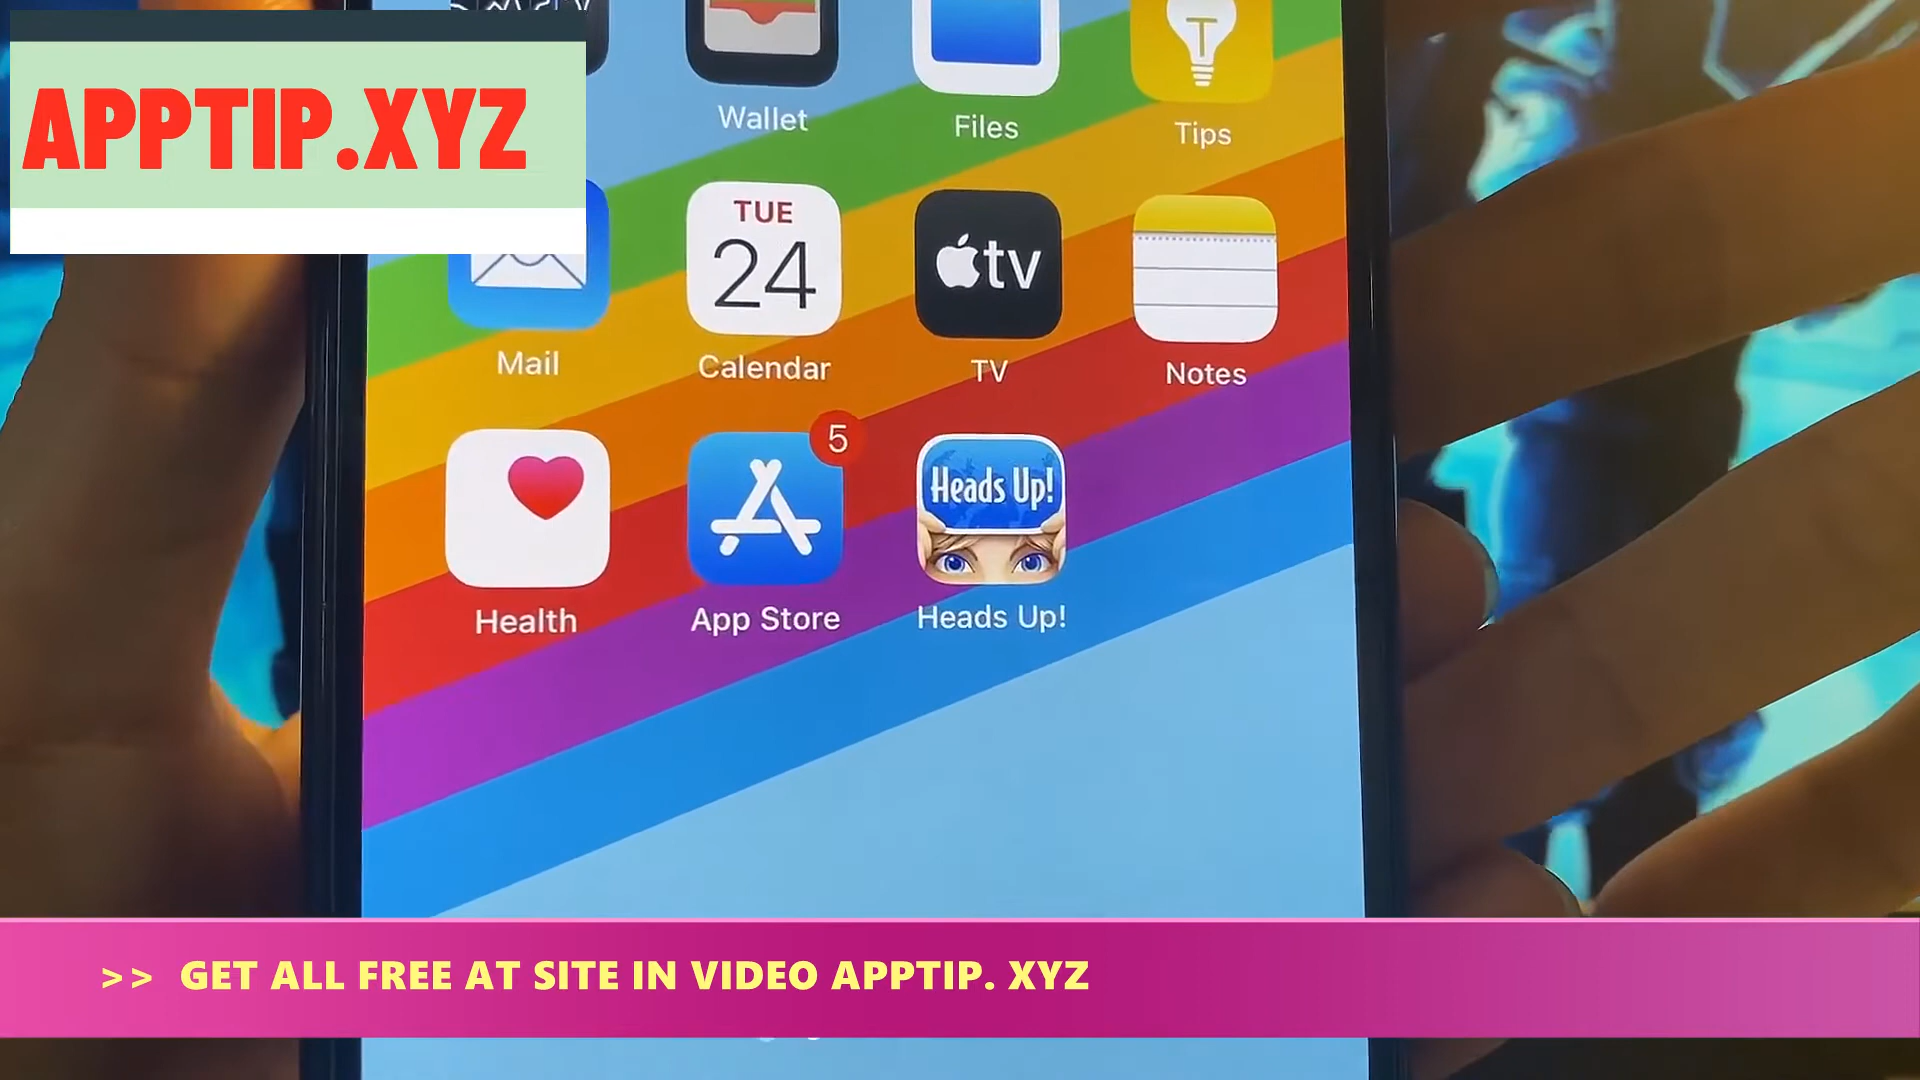 APPTIP.XYZ
Wallet
Files
Tips
TUE
24
tv
Mail
Calendar
TV
Notes
5
Heads Up!
Health
App Store
Heads Up!
>> GET ALL FREE AT SITE IN VIDEO APPTIP. XYZ